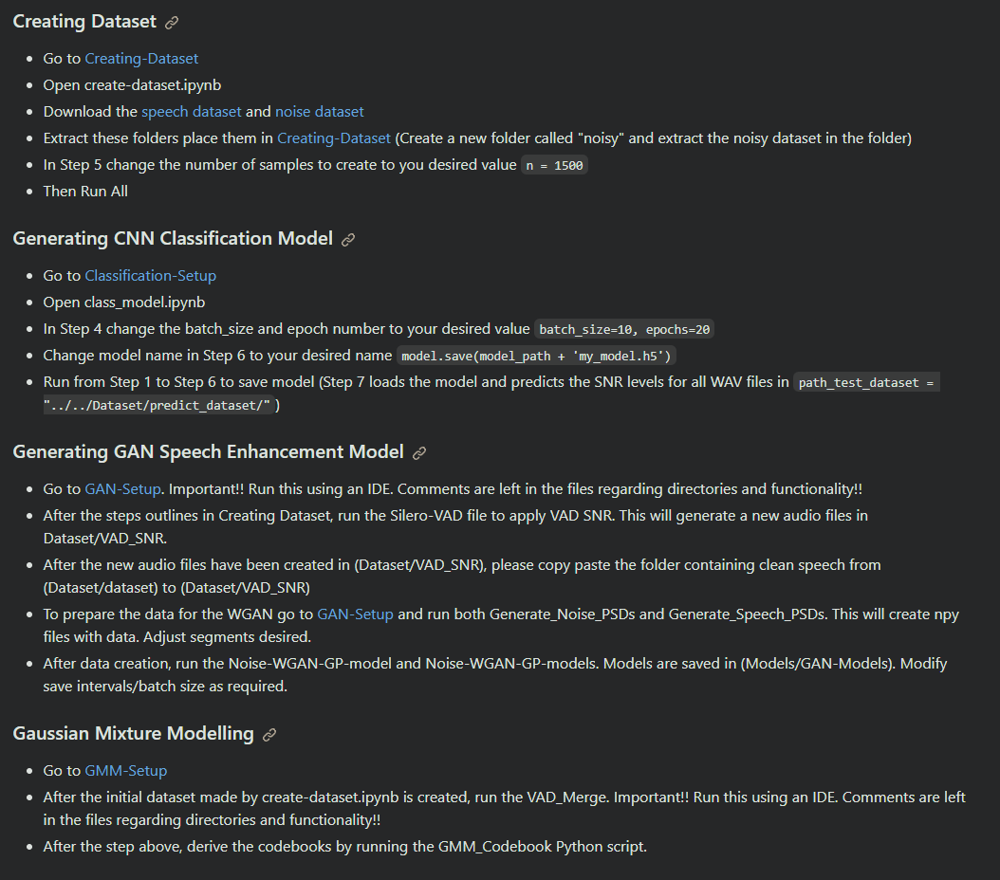 Creating Dataset
Go to Creating-Dataset
Open create-dataset.ipynb
Download the speech dataset and noise dataset
Extract these folders place them in Creating-Dataset (Create a new folder called "noisy" and extract the noisy dataset in the folder)
In Step 5 change the number of samples to create to you desired value n = 1500
Then Run All
Generating CNN Classification Model
Go to Classification-Setup
Open class_model.ipynb
In Step 4 change the batch_size and epoch number to your desired value batch_size=10, epochs=20
Change model name in Step 6 to your desired name model.save(model_path + 'my_model.h5')
Run from Step 1 to Step 6 to save model (Step 7 loads the model and predicts the SNR levels for all WAV files in path_test_dataset =
"../../Dataset/predict_dataset/" )
Generating GAN Speech Enhancement Model
Go to GAN-Setup. Important!! Run this using an IDE. Comments are left in the files regarding directories and functionality!!
After the steps outlines in Creating Dataset, run the Silero-VAD file to apply VAD SNR. This will generate a new audio files in
Dataset/VAD_SNR.
After the new audio files have been created in (Dataset/VAD_SNR), please copy paste the folder containing clean speech from
(Dataset/dataset) to (Dataset/VAD_SNR)
To prepare the data for the WGAN go to GAN-Setup and run both Generate_Noise_PSDs and Generate_Speech_PSDs. This will create npy
files with data. Adjust segments desired.
After data creation, run the Noise-WGAN-GP-model and Noise-WGAN-GP-models. Models are saved in (Models/GAN-Models). Modify
save intervals/batch size as required.
Gaussian Mixture Modelling
Go to GMM-Setup
After the initial dataset made by create-dataset.ipynb is created, run the VAD_Merge. Important!! Run this using an IDE. Comments are left
in the files regarding directories and functionality!!
After the step above, derive the codebooks by running the GMM_Codebook Python script.